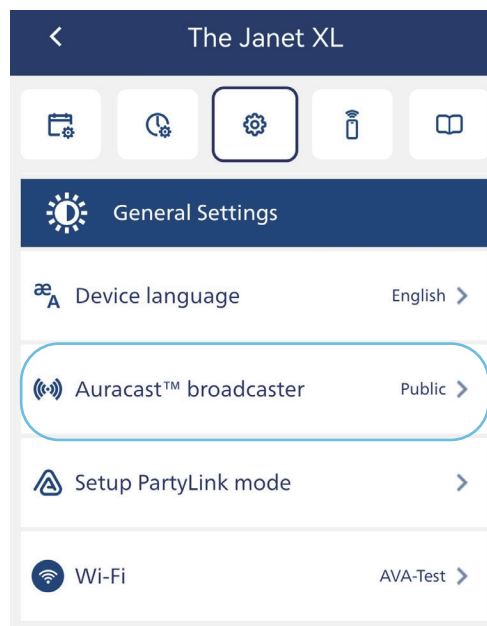 The Janet XL
General Settings
Device language English
Auracast™ broadcaster Public
Setup PartyLink mode
Wi-Fi AVA-Test